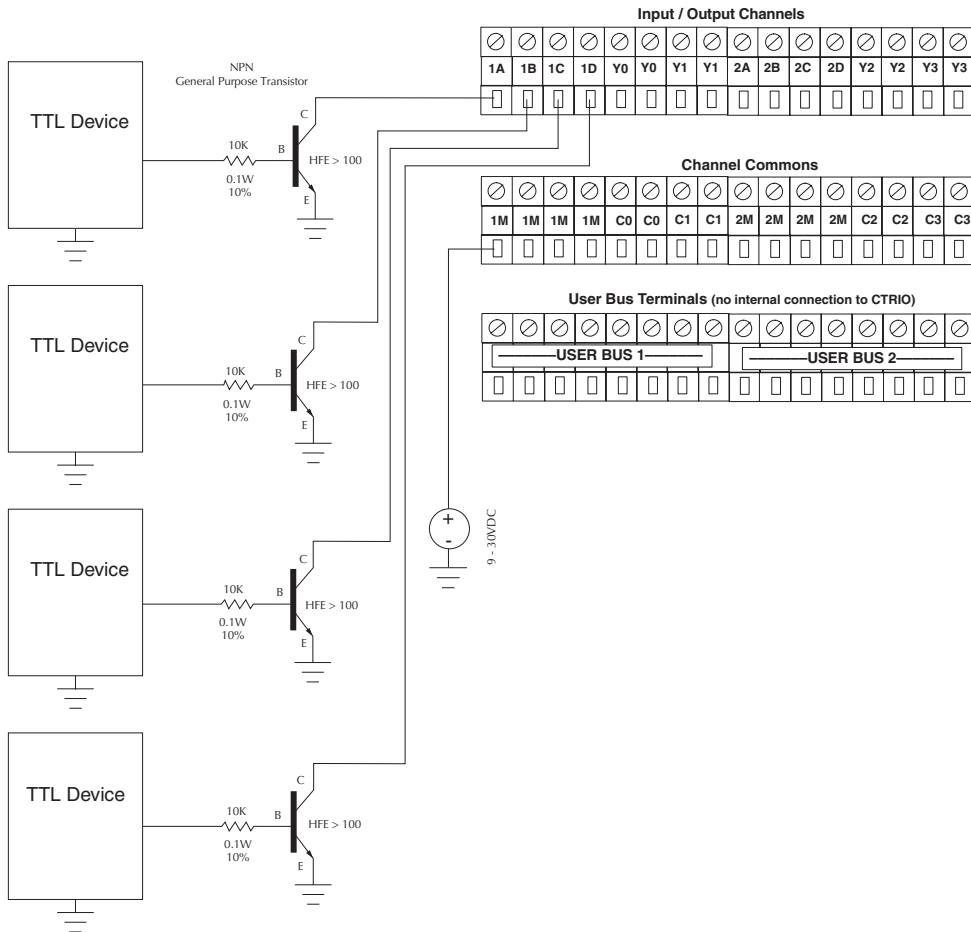 Input / Output Channels
1A 1B 1C 1D Y0 Y0 Y1 Y1 2A 2B 2C 2D Y2 Y2 Y3 Y3
NPN
General Purpose Transistor
TTL Device
10K
0.1W
10%
B
C
E
HFE > 100
Channel Commons
1M 1M 1M 1M C0 C0 C1 C1 2M 2M 2M 2M C2 C2 C3 C3
User Bus Terminals (no internal connection to CTRIO)
USER BUS 1
USER BUS 2
TTL Device
10K
0.1W
10%
B
C
E
HFE > 100
+
-
9 - 30VDC
TTL Device
10K
0.1W
10%
B
C
E
HFE > 100
TTL Device
10K
0.1W
10%
B
C
E
HFE > 100